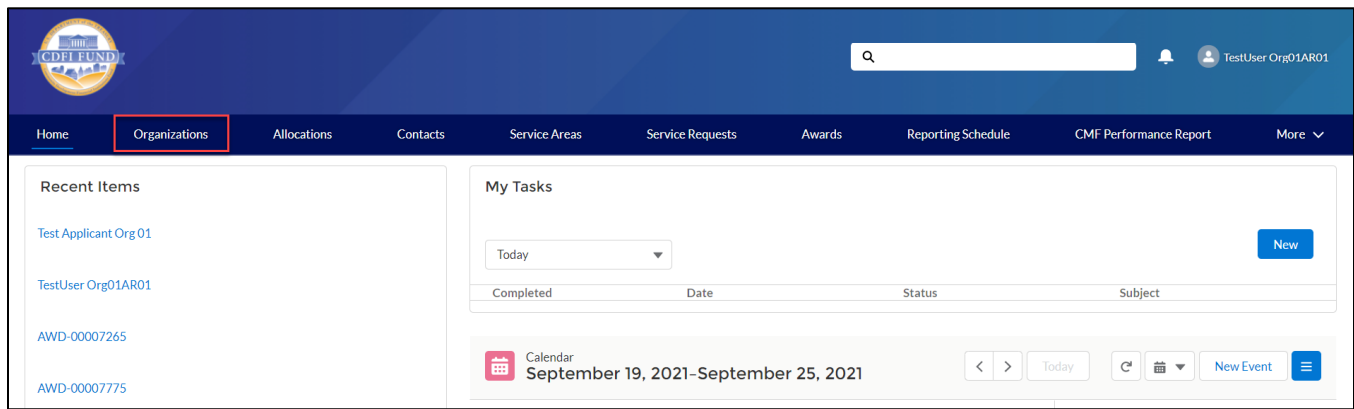 CDFI FUND
TestUser Org01AR01
Home Organizations Allocations Contacts Service Areas Service Requests Awards Reporting Schedule CMF Performance Report More
Recent Items
Test Applicant Org 01
TestUser Org01AR01
AWD-00007265
AWD-00007775
My Tasks
Today
New
Completed Date Status Subject
Calendar
September 19, 2021–September 25, 2021
Today
New Event